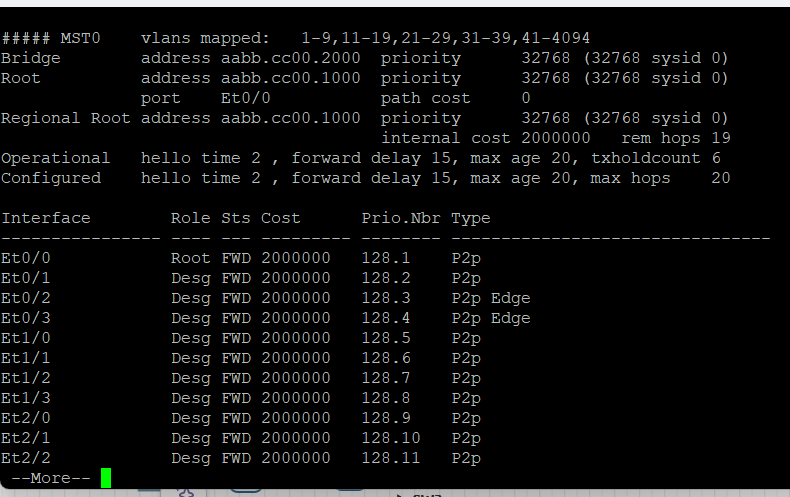 ##### MST0    vlans mapped:   1-9,11-19,21-29,31-39,41-4094
Bridge        address aabb.cc00.2000  priority      32768 (32768 sysid 0)
Root          address aabb.cc00.1000  priority      32768 (32768 sysid 0)
              port    Et0/0           path cost     0
Regional Root address aabb.cc00.1000  priority      32768 (32768 sysid 0)
                                      internal cost 2000000   rem hops 19
Operational   hello time 2 , forward delay 15, max age 20, txholdcount 6
Configured    hello time 2 , forward delay 15, max age 20, max hops    20
Interface        Role Sts Cost      Prio.Nbr Type
---------------- ---- --- --------- -------- --------------------------------
Et0/0            Root FWD 2000000   128.1    P2p
Et0/1            Desg FWD 2000000   128.2    P2p
Et0/2            Desg FWD 2000000   128.3    P2p Edge
Et0/3            Desg FWD 2000000   128.4    P2p Edge
Et1/0            Desg FWD 2000000   128.5    P2p
Et1/1            Desg FWD 2000000   128.6    P2p
Et1/2            Desg FWD 2000000   128.7    P2p
Et1/3            Desg FWD 2000000   128.8    P2p
Et2/0            Desg FWD 2000000   128.9    P2p
Et2/1            Desg FWD 2000000   128.10   P2p
Et2/2            Desg FWD 2000000   128.11   P2p
 --More--